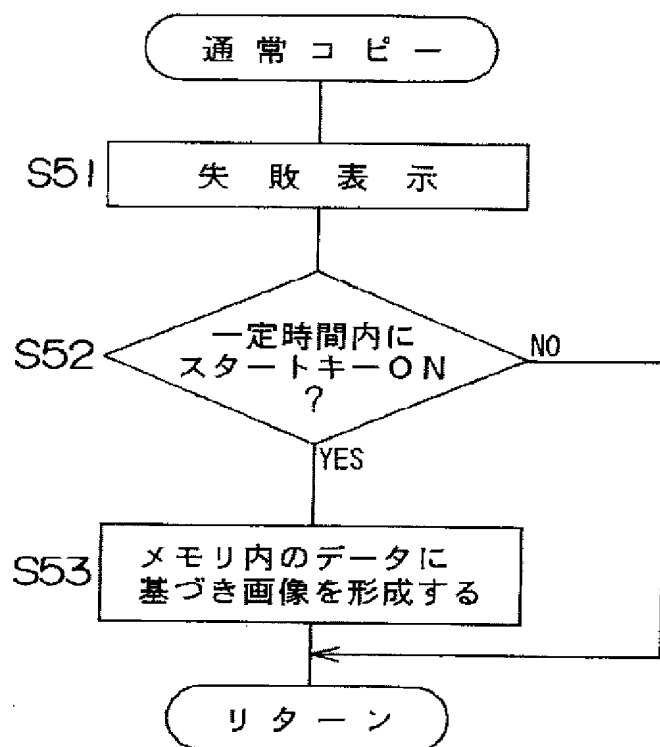 通常コピー
S51
失敗表示
S52
一定時間内に
スタートキーON
?
NO
YES
S53
メモリ内のデータに
基づき画像を形成する
リターン